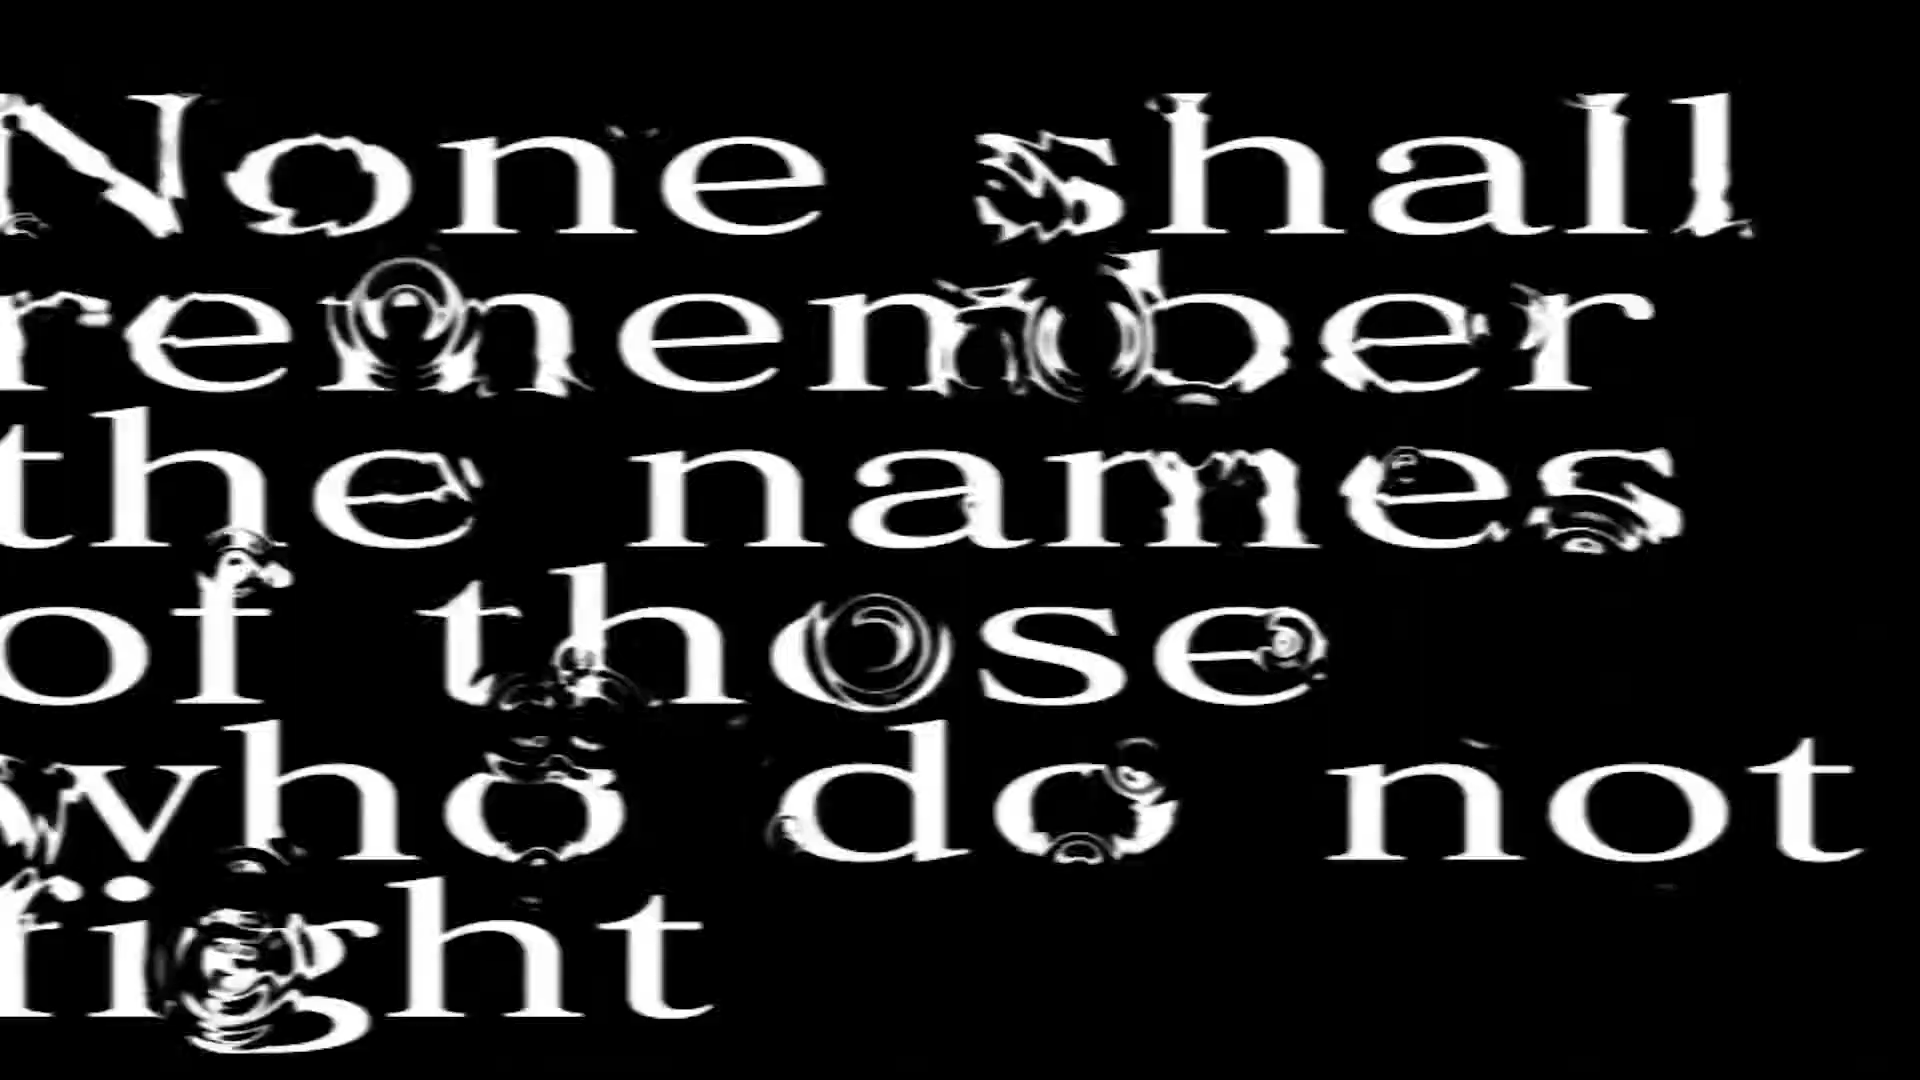 None shall
remember
the names
of those
who do not
fight